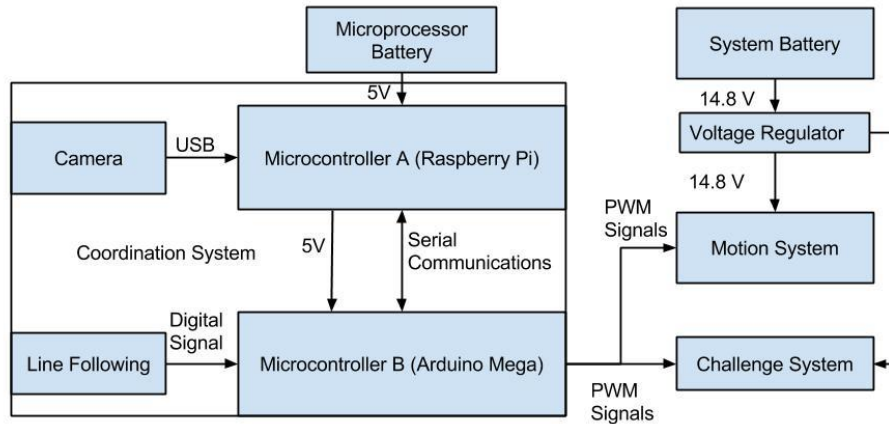 Microprocessor
Battery
System Battery
5V
14.8 V
Camera
USB
Microcontroller A (Raspberry Pi)
Voltage Regulator
14.8 V
PWM
Signals
Coordination System
5V
Serial
Communications
Motion System
Digital
Signal
Line Following
Microcontroller B (Arduino Mega)
Challenge System
PWM
Signals